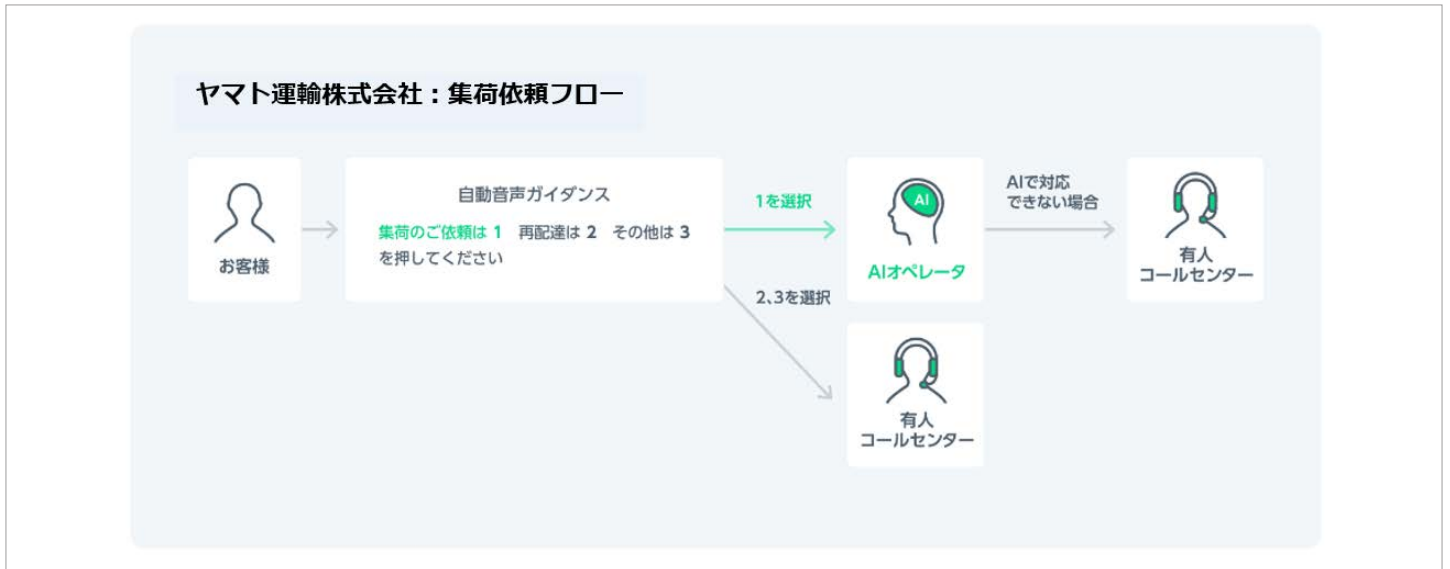 ヤマト運輸株式会社：集荷依頼フロー
お客様
自動音声ガイダンス
集荷のご依頼は 1　再配達は 2　その他は 3
を押してください
1を選択
2、3を選択
AI
AIオペレータ
AIで対応
できない場合
有人
コールセンター
有人
コールセンター